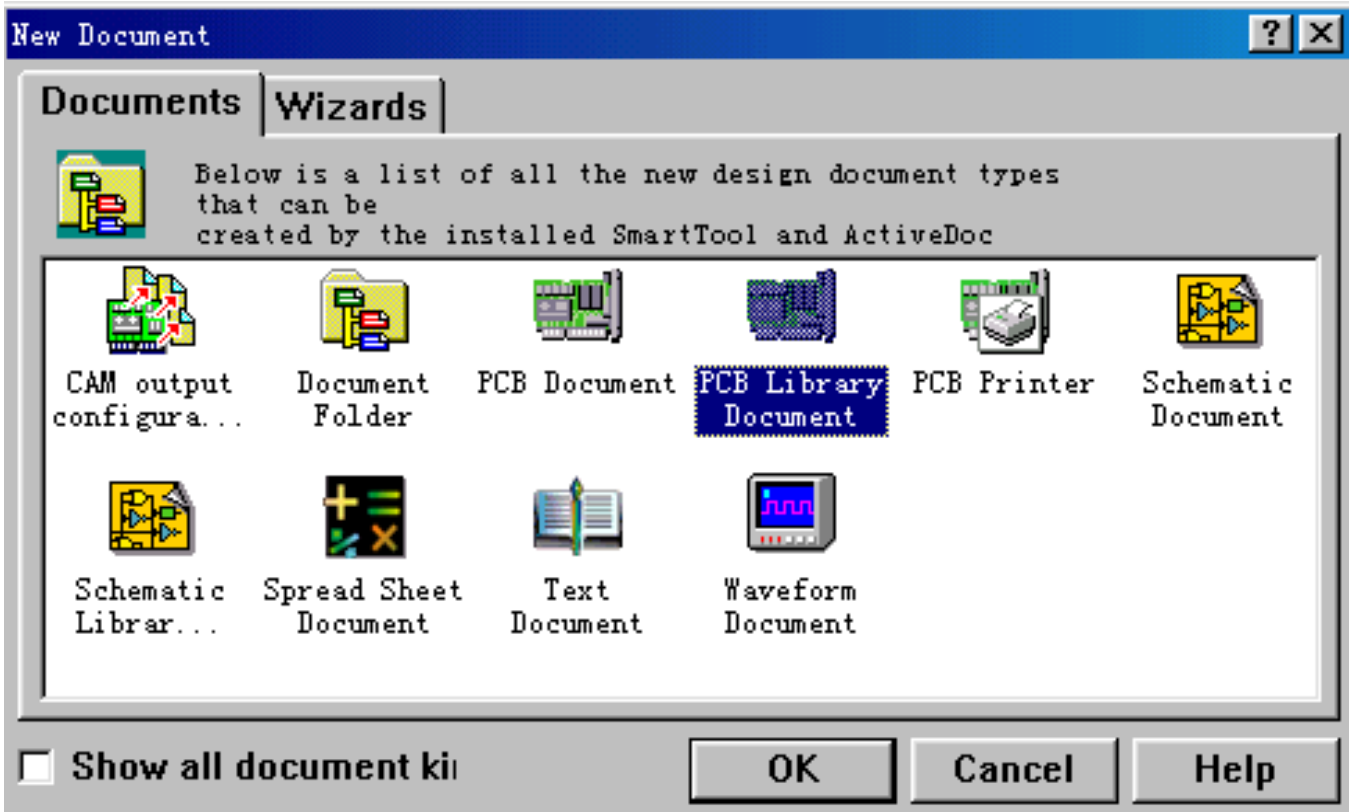 New Document
Documents Wizards
Below is a list of all the new design document types
that can be
created by the installed SmartTool and ActiveDoc
CAM output
configura...
Document
Folder
PCB Document
PCB Library
Document
PCB Printer
Schematic
Document
Schematic
Librar...
Spread Sheet
Document
Text
Document
Waveform
Document
Show all document ki
OK Cancel Help